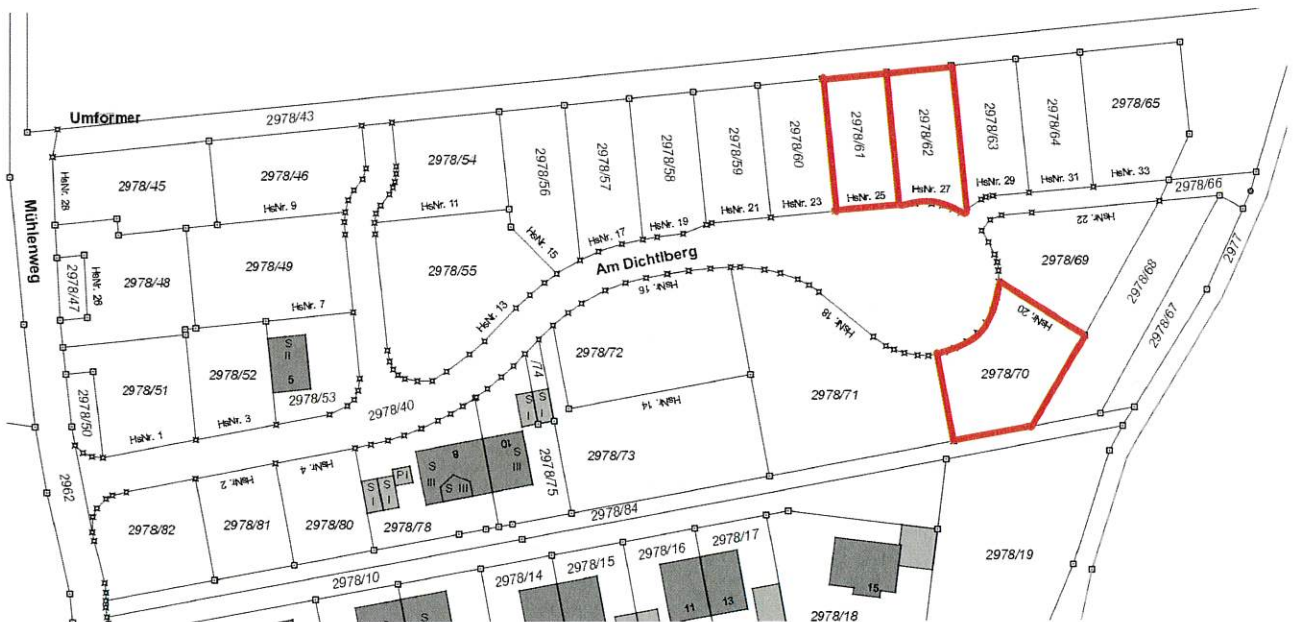 Umformer
2978/43
Mühlenweg
HsNr. 28
2978/45
2978/46
HsNr. 9
2978/54
HsNr. 11
2978/56
HsNr. 15
2978/57
HsNr. 17
2978/58
HsNr. 19
2978/59
HsNr. 21
2978/60
HsNr. 23
2978/61
HsNr. 25
2978/62
HsNr. 27
2978/63
HsNr. 29
2978/64
HsNr. 31
2978/65
HsNr. 33
2978/66
2977
2978/47
HsNr. 26
2978/48
2978/49
HsNr. 7
2978/55
HsNr. 13
Am Dichtlberg
HsNr. 16
HsNr. 18
HsNr. 22
2978/69
2978/68
2978/67
HsNr. 20
2978/70
2978/50
2978/51
HsNr. 1
2978/52
HsNr. 3
S
II
5
2978/53
2978/40
/74
2978/72
HsNr. 14
2978/71
2962
2978/82
HsNr. 2
2978/81
HsNr. 4
2978/80
S
I
S
I
P I
2978/78
8
S
III
S III
10
S
III
S
I
S
I
2978/75
2978/73
2978/84
2978/10
S
2978/14
2978/15
2978/16
2978/17
11
13
15
2978/18
2978/19